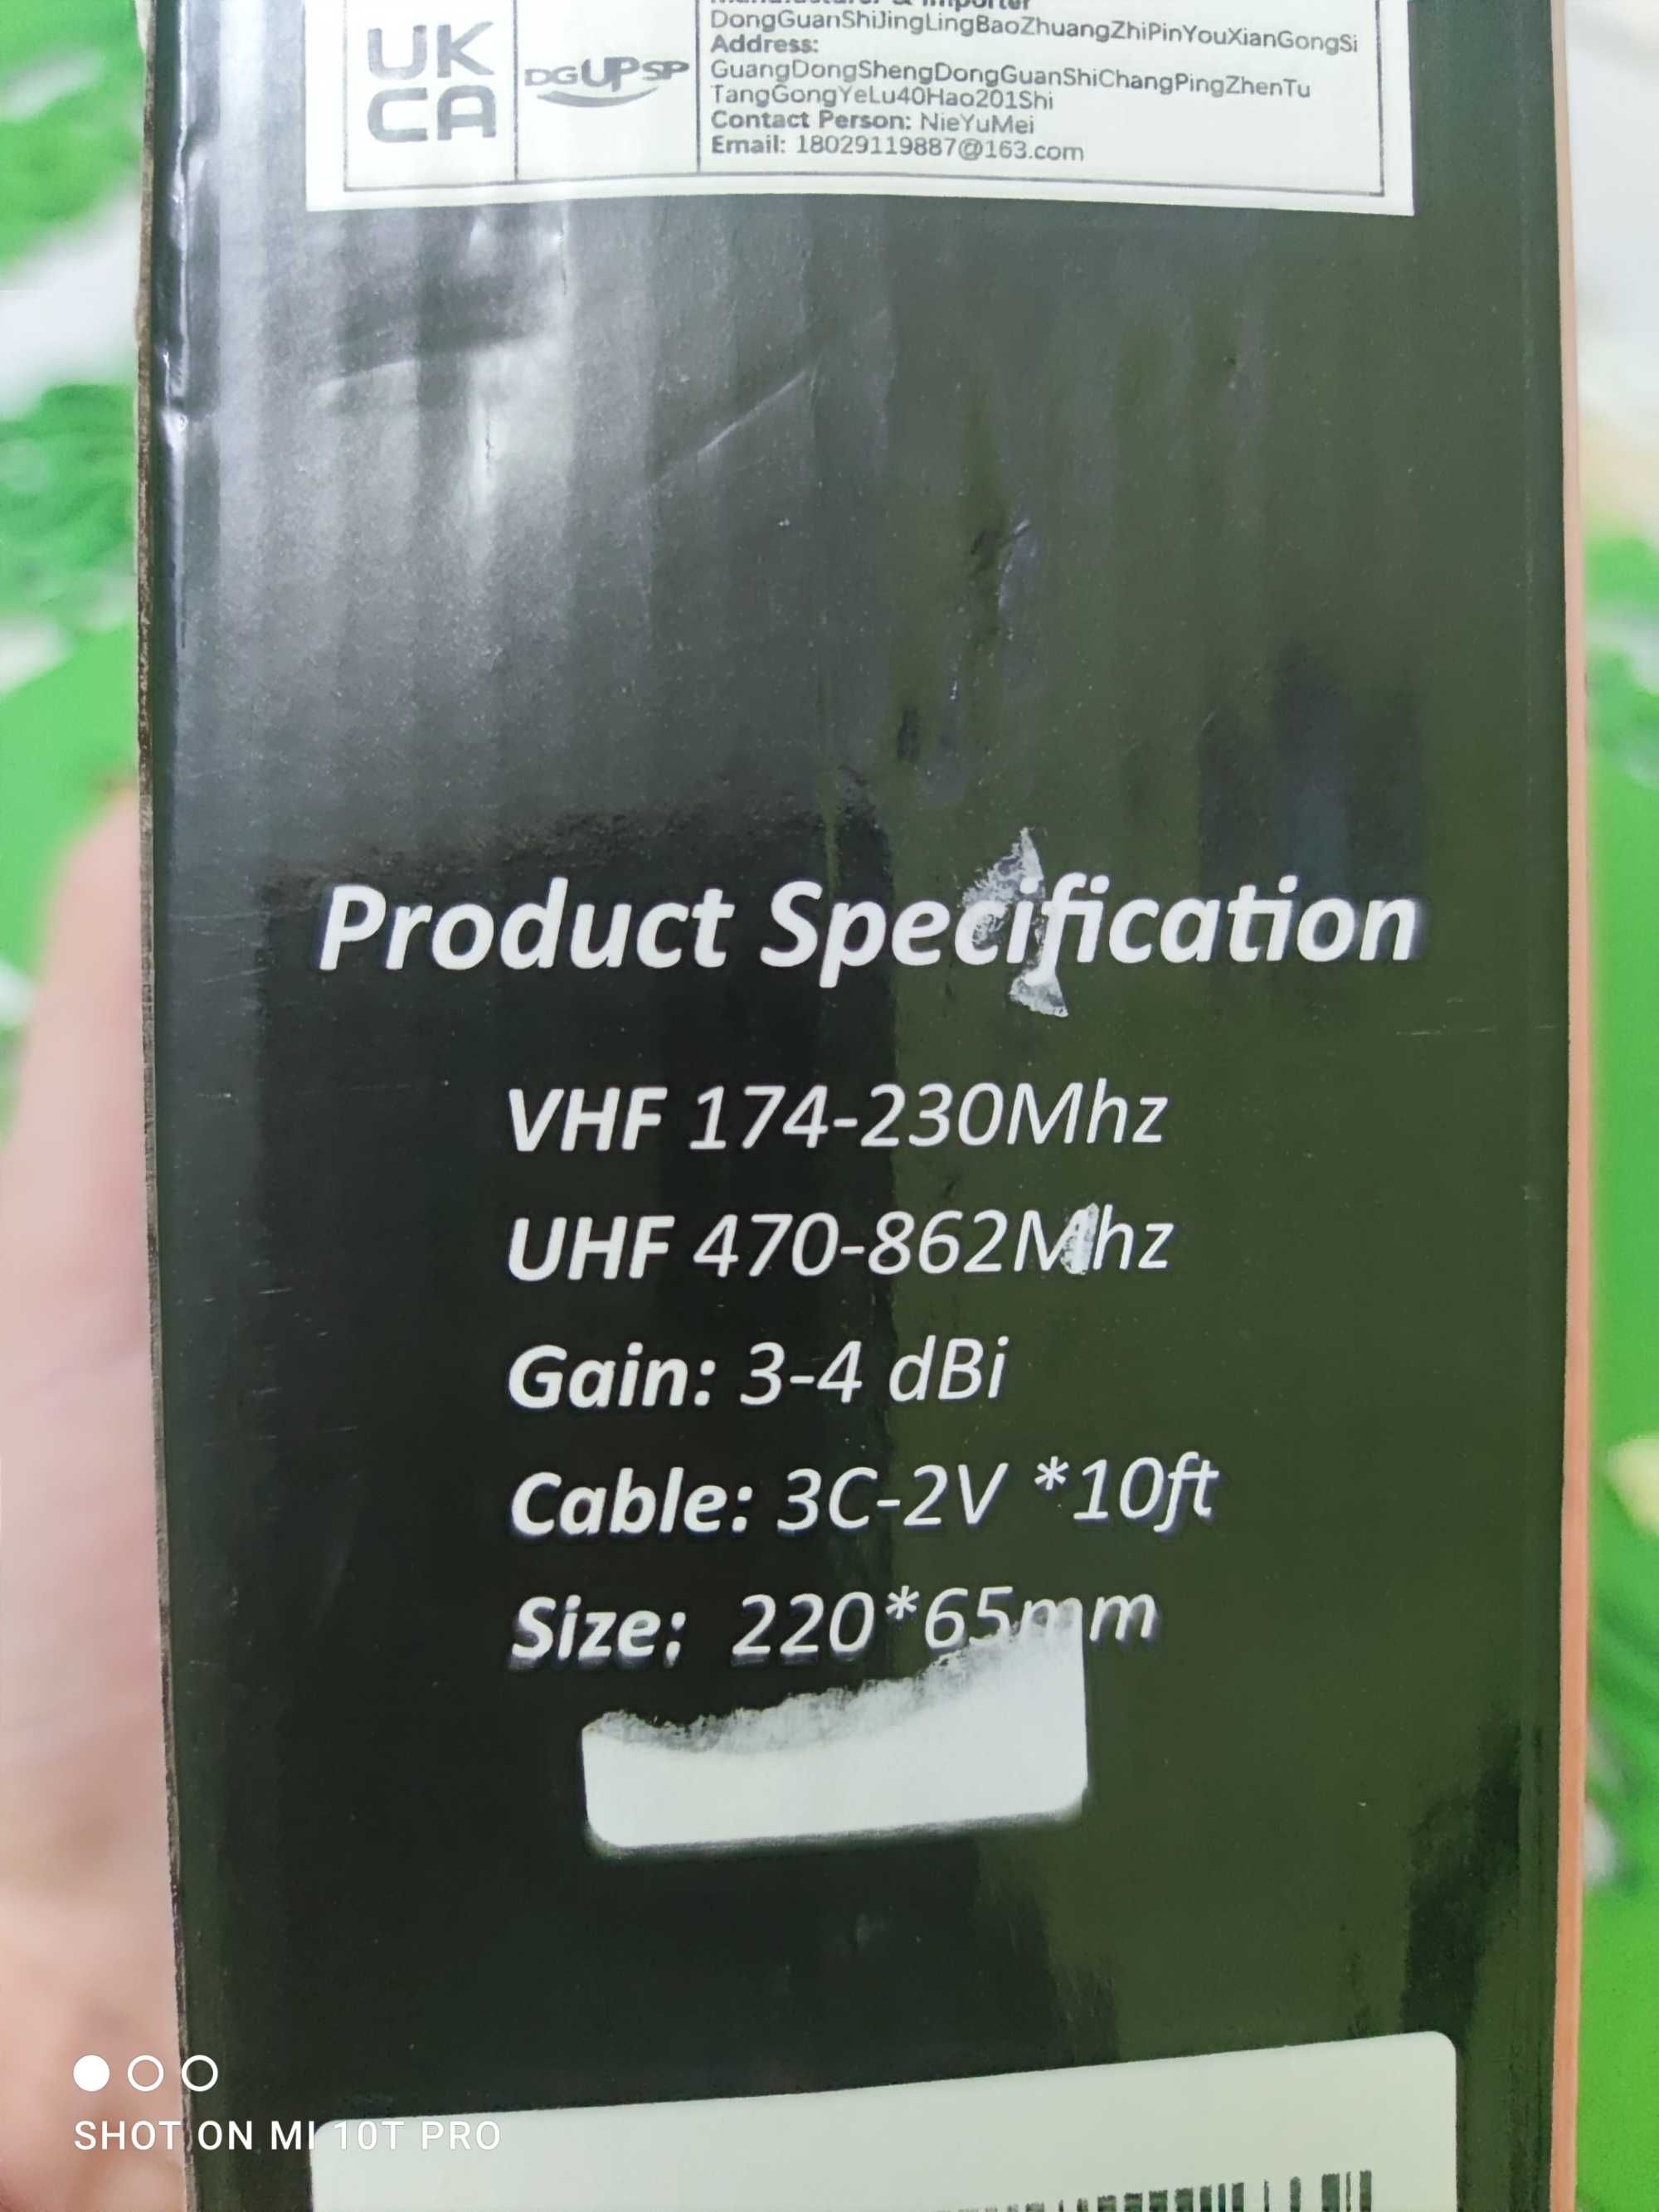 UK
CA
DGUPSP
DongGuanShiJingLingBaoZhuangZhiPinYouXianGongSi
Address:
GuangDongShengDongGuanShiChangPingZhenTu
TangGongYeLu40Hao201Shi
Contact Person: NieYuMei
Email: 18029119887@163.com
Product Specification
VHF 174-230Mhz
UHF 470-862Mhz
Gain: 3-4 dBi
Cable: 3C-2V *10ft
Size: 220*65mm
SHOT ON MI 10T PRO